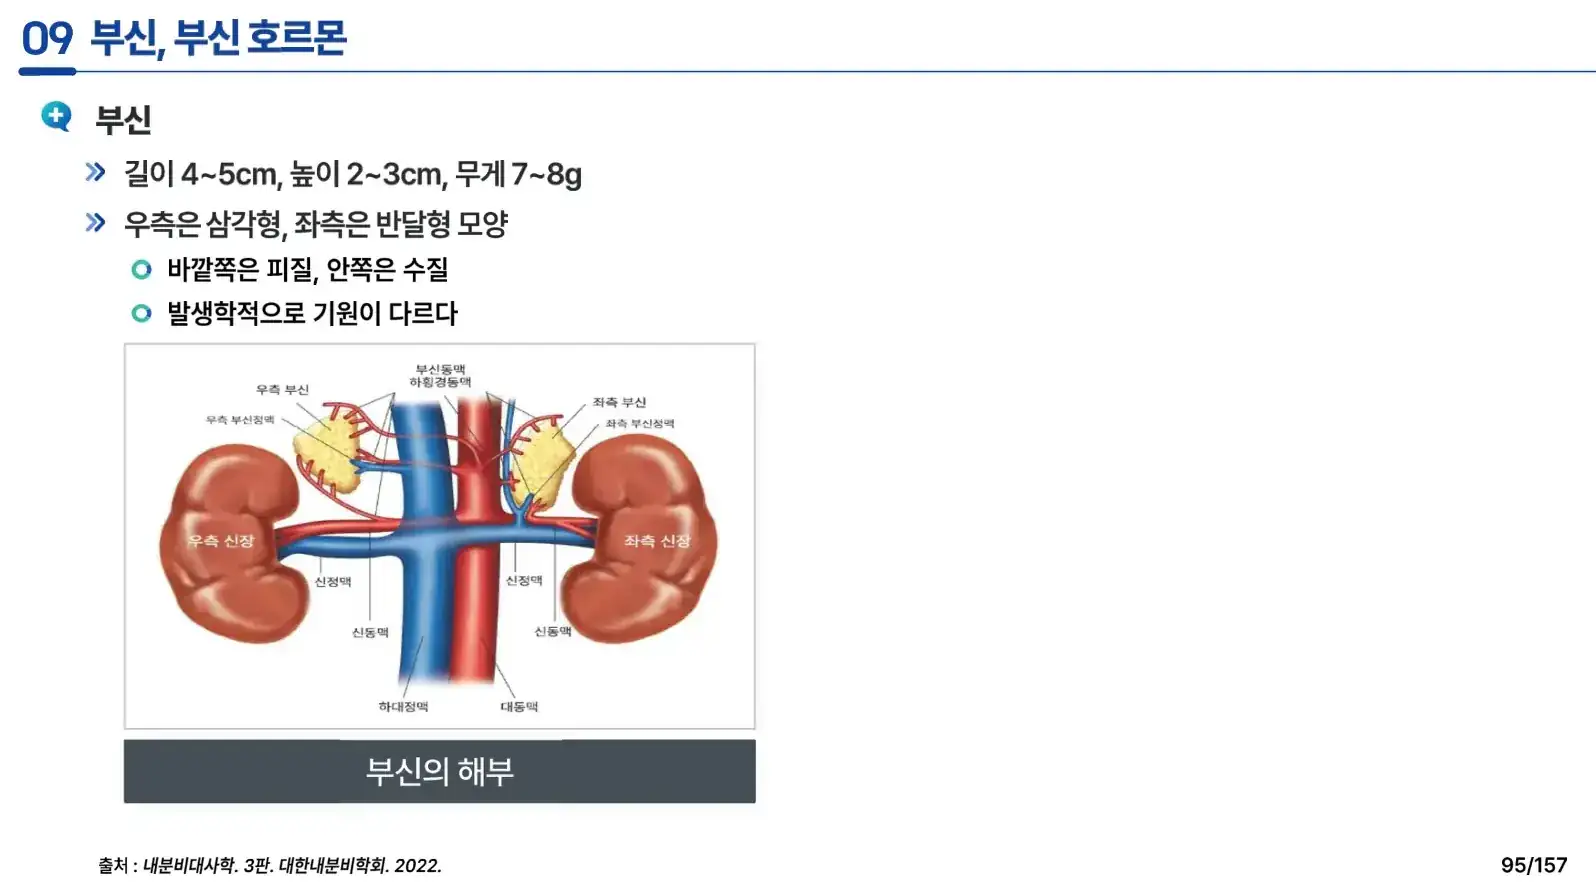 09 부신, 부신 호르몬
부신
길이 4~5cm, 높이 2~3cm, 무게 7~8g
우측은 삼각형, 좌측은 반달형 모양
바깥쪽은 피질, 안쪽은 수질
발생학적으로 기원이 다르다
부신동맥
하횡경동맥
우측 부신
좌측 부신
우측 부신정맥
좌측 부신정맥
우측 신장
좌측 신장
신정맥
신정맥
신동맥
신동맥
하대정맥
대동맥
부신의 해부
출처 : 내분비대사학. 3판. 대한내분비학회. 2022.
95/157